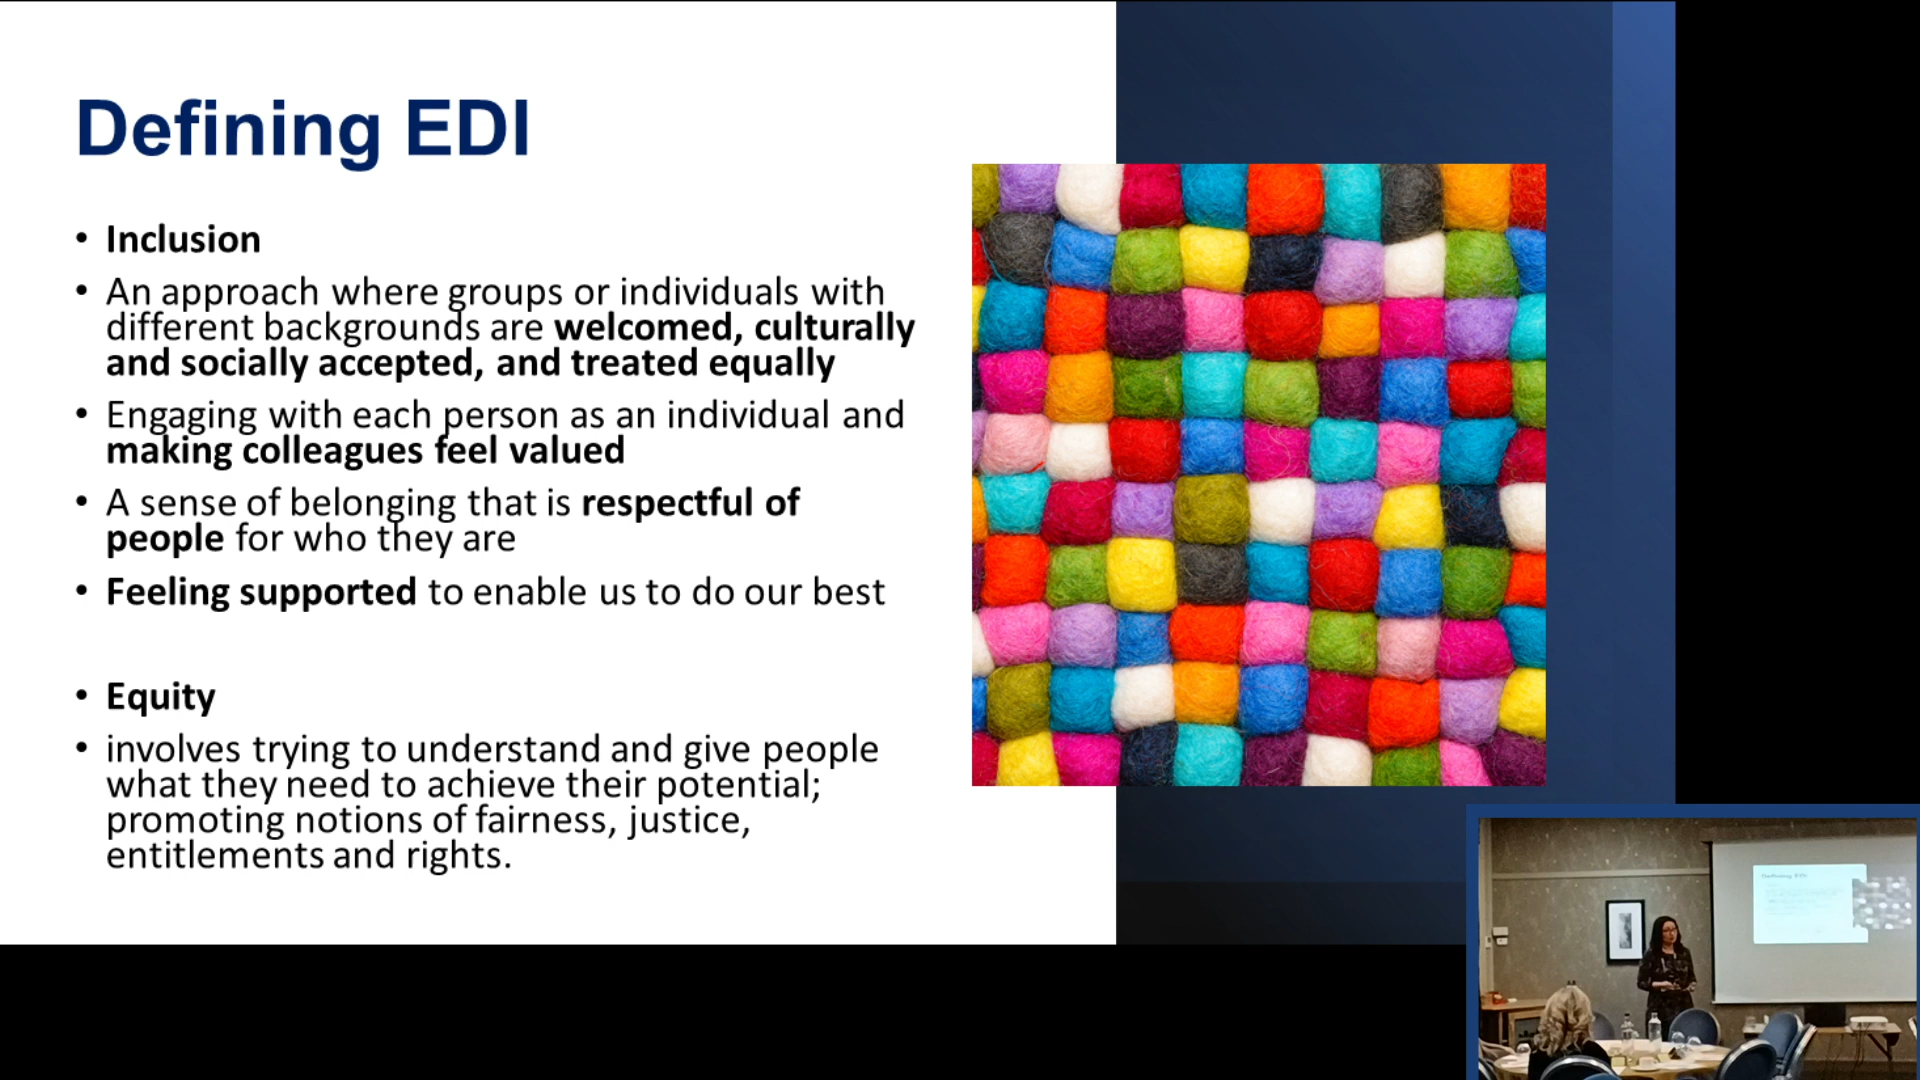 Defining EDI
• Inclusion
• An approach where groups or individuals with
different backgrounds are welcomed, culturally
and socially accepted, and treated equally
• Engaging with each person as an individual and
making colleagues feel valued
• A sense of belonging that is respectful of
people for who they are
• Feeling supported to enable us to do our best
• Equity
• involves trying to understand and give people
what they need to achieve their potential;
promoting notions of fairness, justice,
entitlements and rights.
Defining EDI